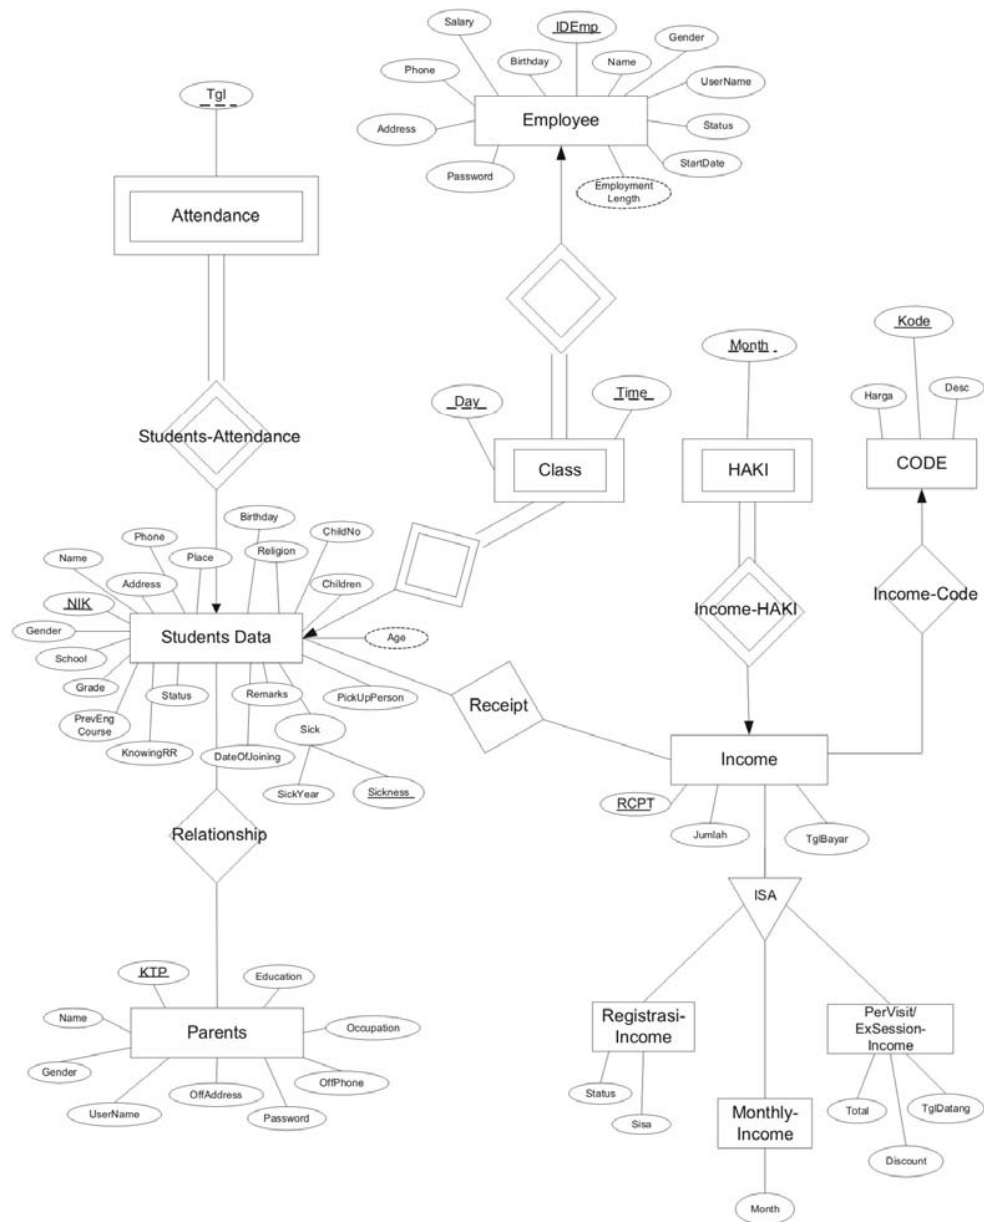 Salary
IDEmp
Gender
Birthday
Name
Phone
UserName
Tgl
Employee
Address
Status
Password
StartDate
Employment
Length
Attendance
Kode
Month
Harga
Desc
Day
Time
Students-Attendance
Class
HAKI
CODE
Birthday
Phone
ChildNo
Name
Place
Religion
Address
Children
NIK
Income-HAKI
Income-Code
Gender
Students Data
Age
School
Grade
Status
Remarks
PickUpPerson
Receipt
PrevEng
Course
Sick
KnowingRR
DateOfJoining
Income
SickYear
Sickness
RCPT
Jumlah
TglBayar
Relationship
ISA
KTP
Education
Name
Parents
Occupation
Registrasi-
Income
PerVisit/
ExSession-
Income
Gender
OffAddress
OffPhone
UserName
Password
Status
Sisa
Monthly-
Income
Total
TglDatang
Discount
Month